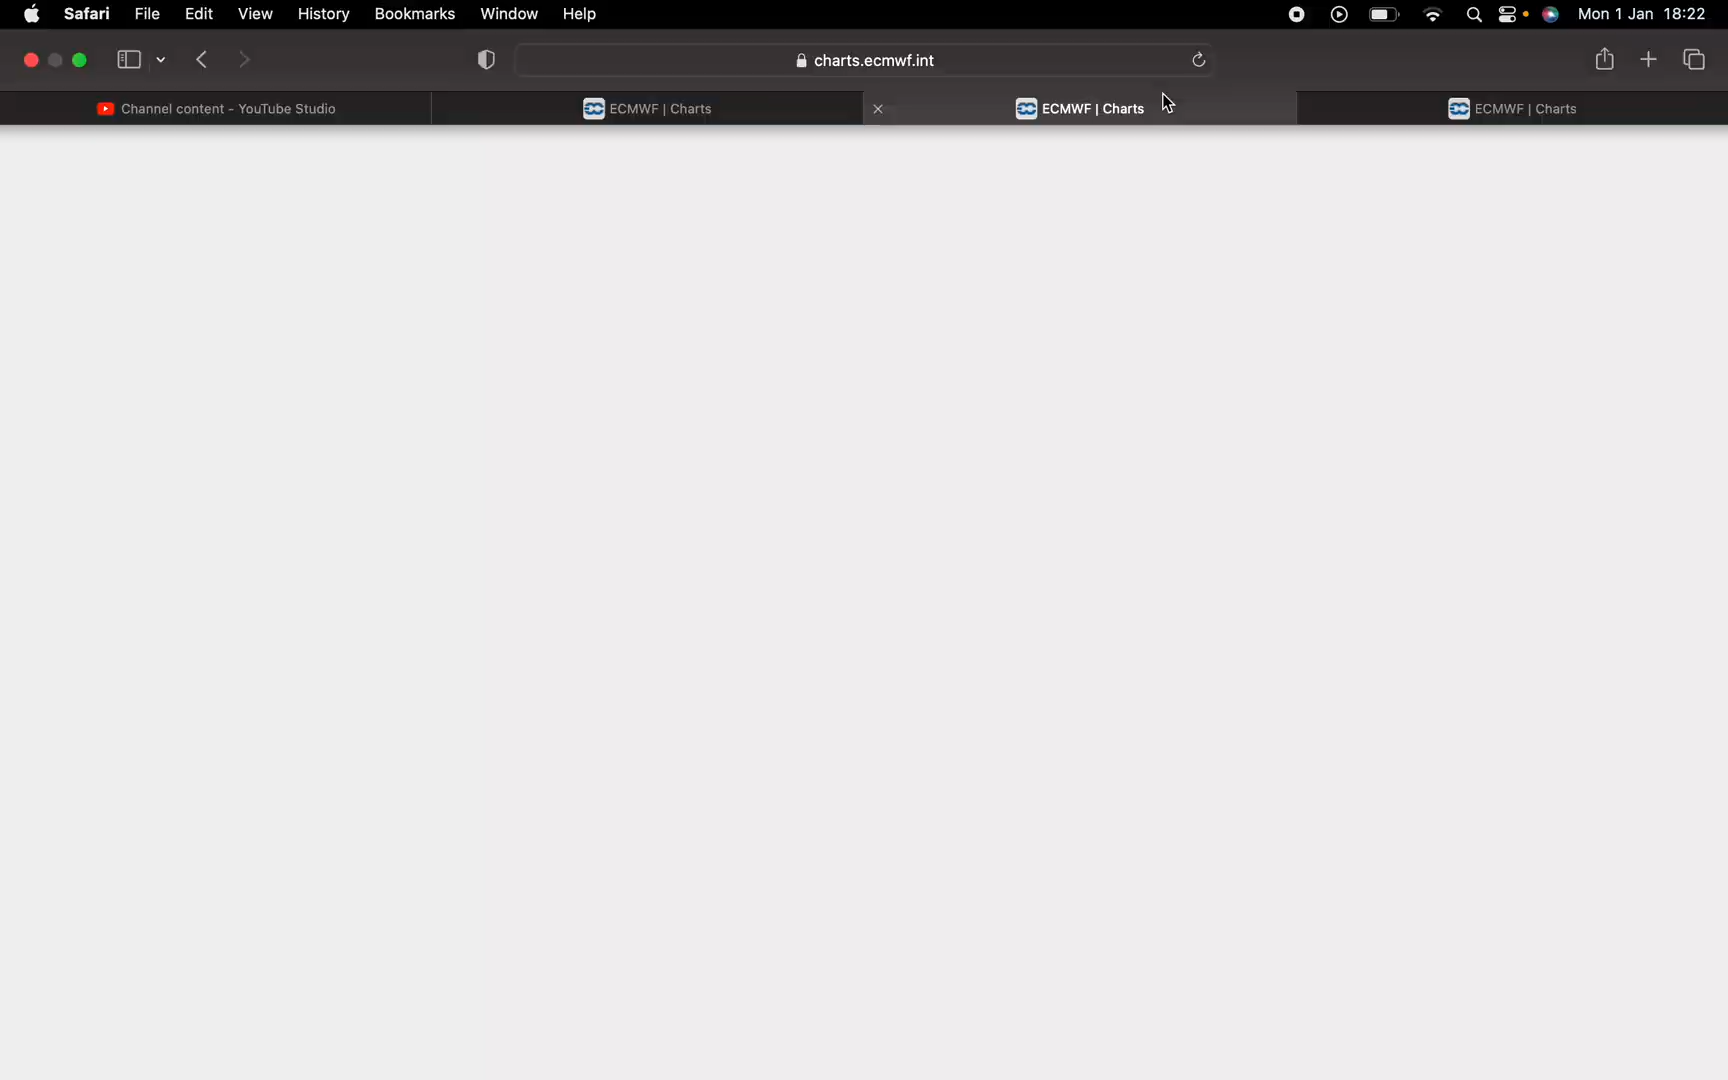 Safari File Edit View History Bookmarks Window Help Mon 1 Jan 18:22
charts.ecmwf.int
Channel content - YouTube Studio ECMWF | Charts ECMWF | Charts ECMWF | Charts